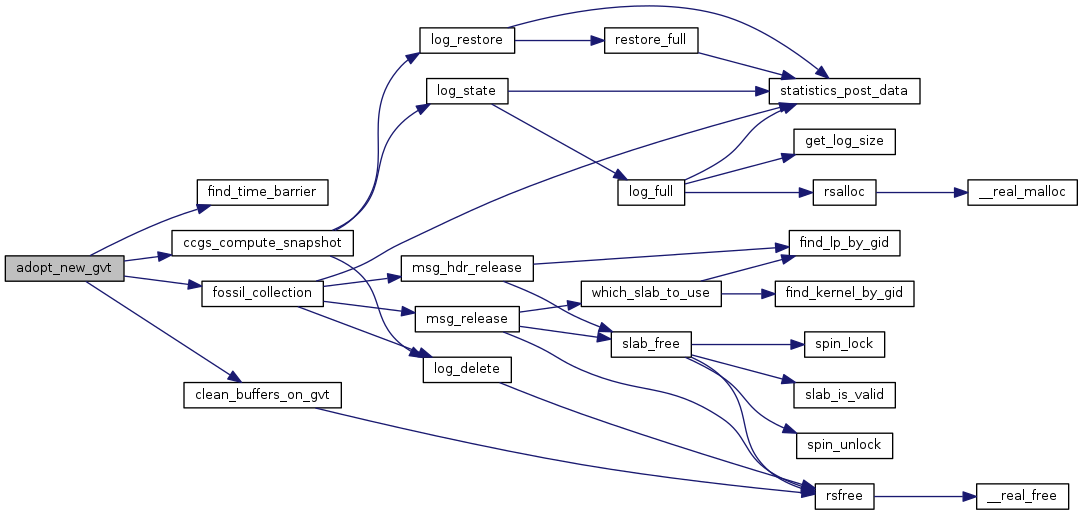 adopt_new_gvt
find_time_barrier
ccgs_compute_snapshot
fossil_collection
clean_buffers_on_gvt
log_restore
log_state
msg_hdr_release
msg_release
log_delete
restore_full
log_full
which_slab_to_use
slab_free
statistics_post_data
get_log_size
rsalloc
find_lp_by_gid
find_kernel_by_gid
spin_lock
slab_is_valid
spin_unlock
rsfree
__real_malloc
__real_free